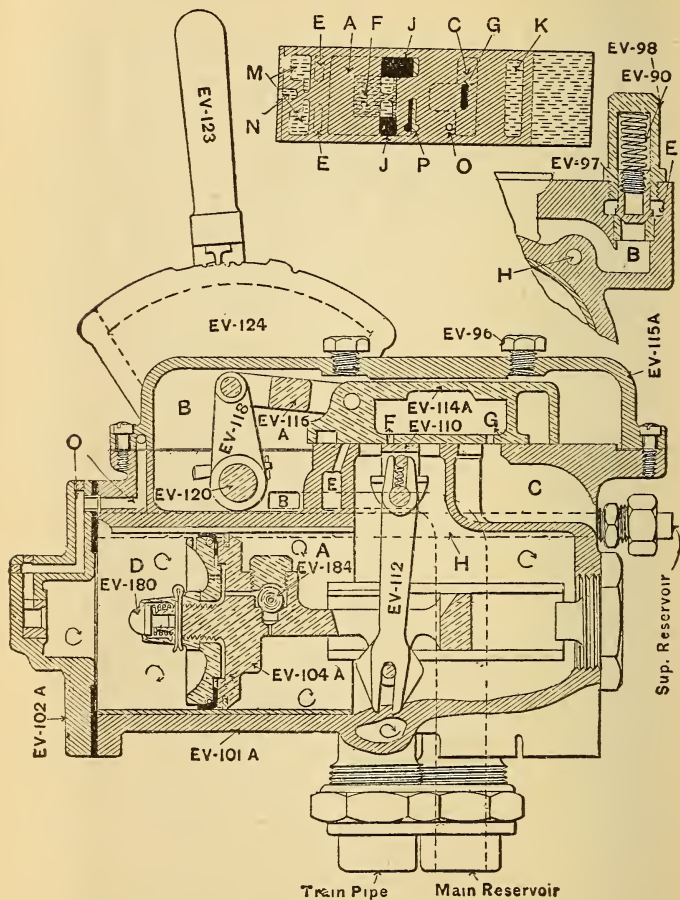 E A F J C G K
M
N
E J P O
EV-98
EV-90
EV-97
E
B
H
EV-123
EV-124
EV-96
EV-115A
B
EV-118
EV-116
A
EV-114A
EV-110
F
G
O
EV-120
B
E
C
D
EV-180
A
EV-184
H
EV-112
EV-104 A
EV-102 A
EV-101 A
Sup. Reservoir
Train Pipe
Main Reservoir